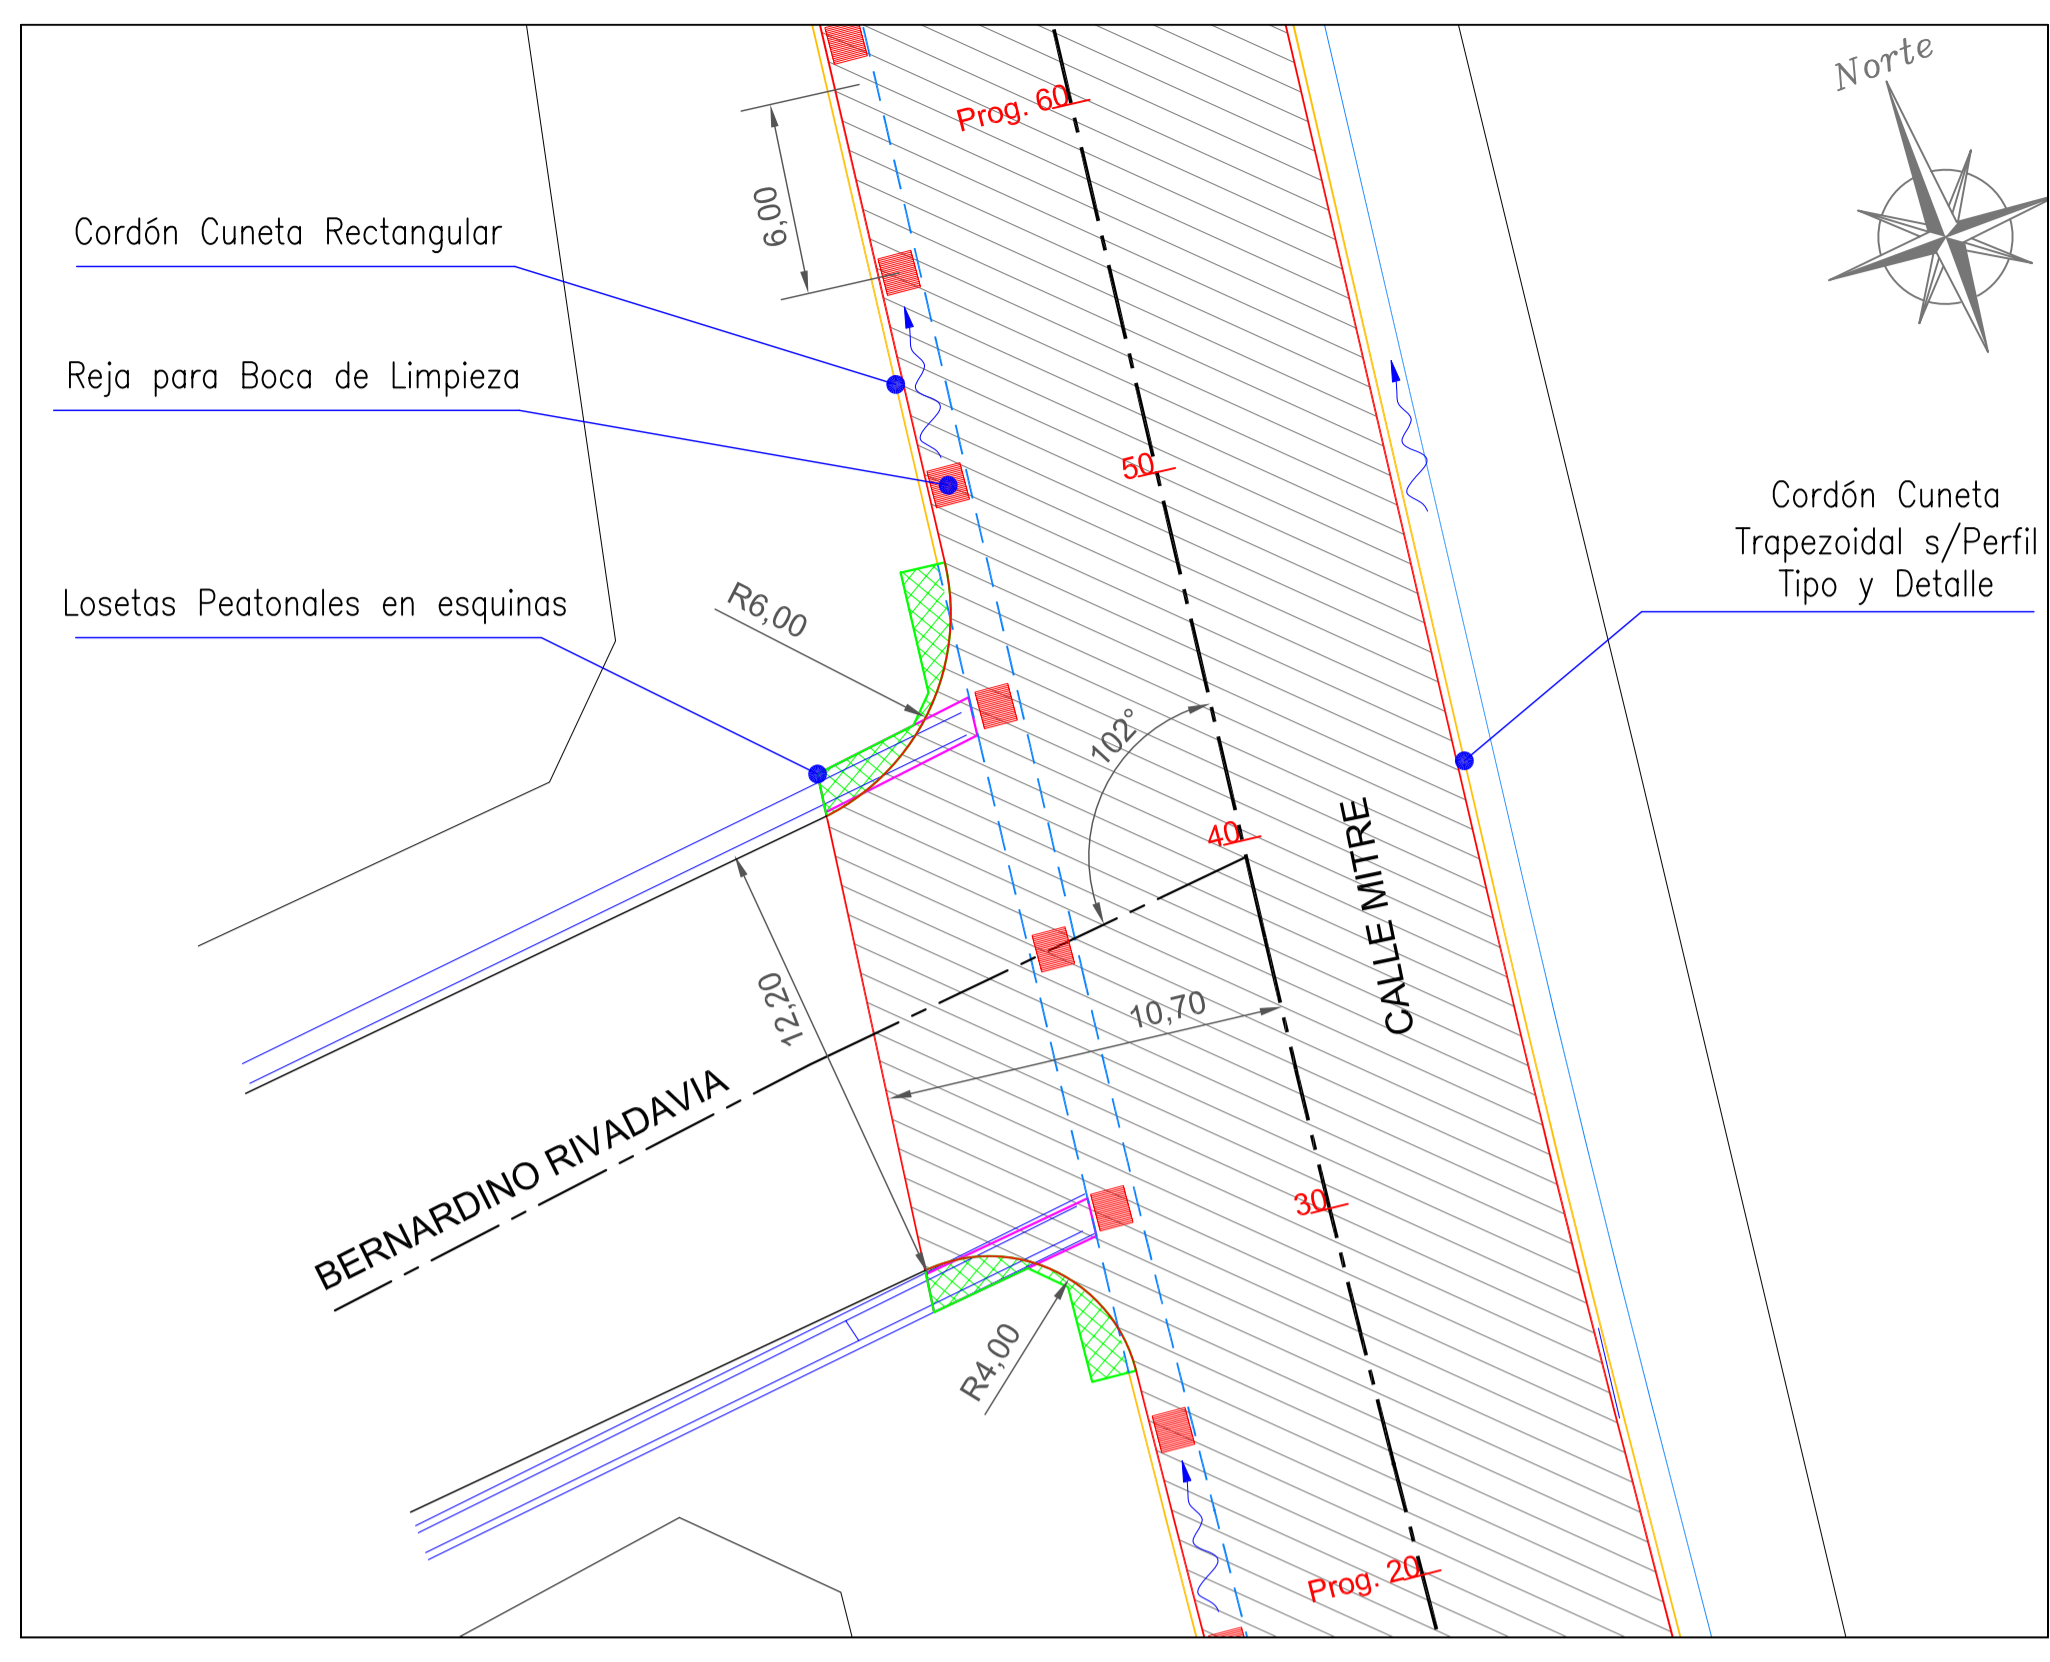 Norte
Prog. 60
6,00
Cordón Cuneta Rectangular
Reja para Boca de Limpieza
50
Cordón Cuneta
Trapezoidal s/Perfil
Tipo y Detalle
Losetas Peatonales en esquinas
R6,00
102°
40
CALLE MITRE
12,20
10,70
BERNARDINO RIVADAVIA
30
R4,00
Prog. 20